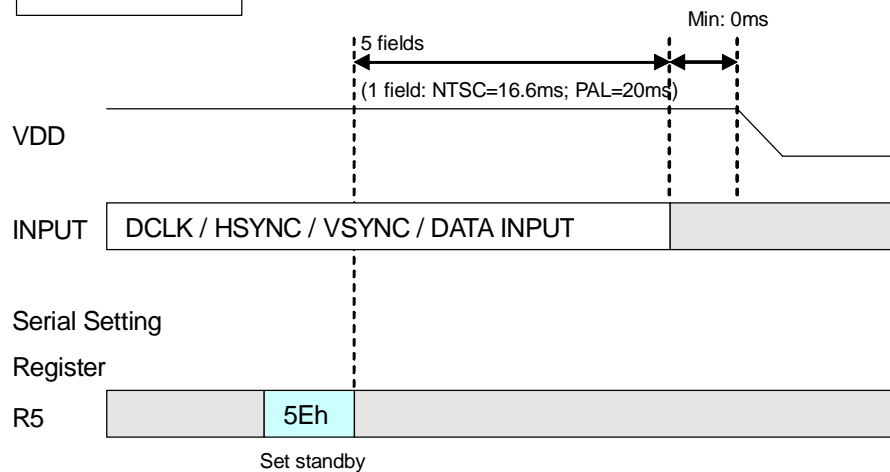 Min: 0ms
5 fields
(1 field: NTSC=16.6ms; PAL=20ms)
VDD
INPUT DCLK / HSYNC / VSYNC / DATA INPUT
Serial Setting
Register
R5 5Eh
Set standby